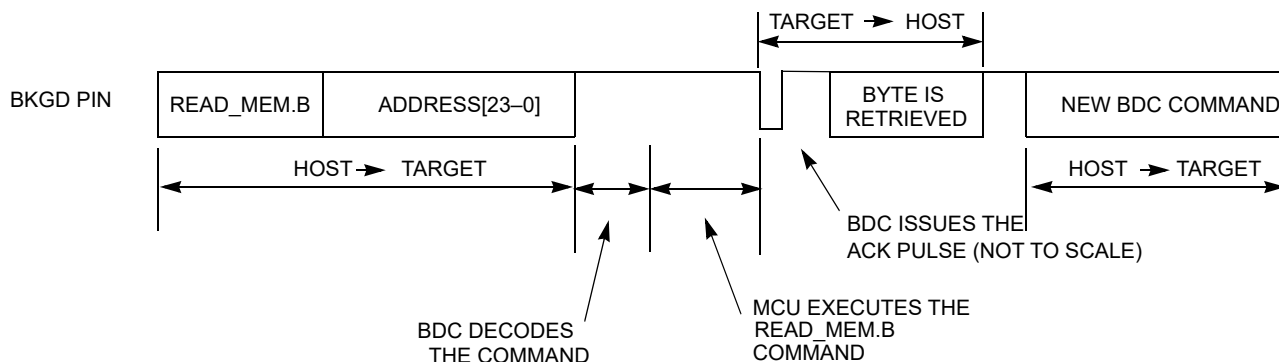 TARGET → HOST
BKGD PIN
READ_MEM.B
ADDRESS[23–0]
BYTE IS
RETRIEVED
NEW BDC COMMAND
HOST → TARGET
HOST → TARGET
BDC ISSUES THE
ACK PULSE (NOT TO SCALE)
BDC DECODES
THE COMMAND
MCU EXECUTES THE
READ_MEM.B
COMMAND